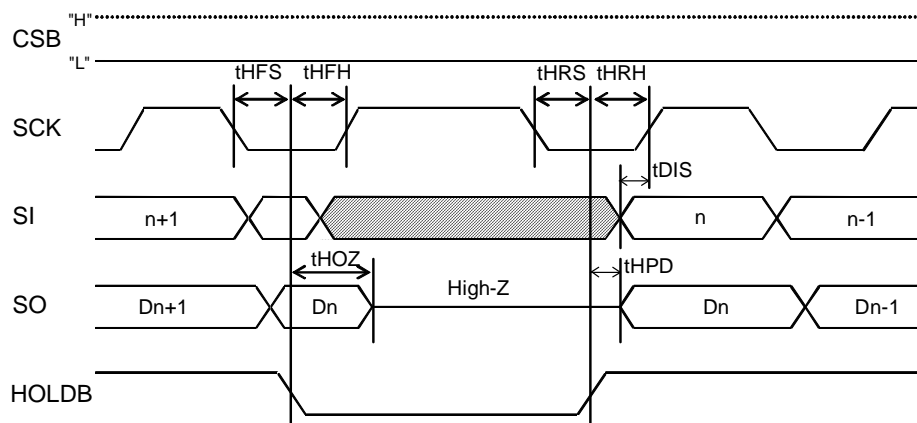 "H"
CSB
"L"
tHFS tHFH tHRS tHRH
SCK
tDIS
SI n+1 n n-1
tHOZ tHPD
SO Dn+1 Dn High-Z Dn Dn-1
HOLDB